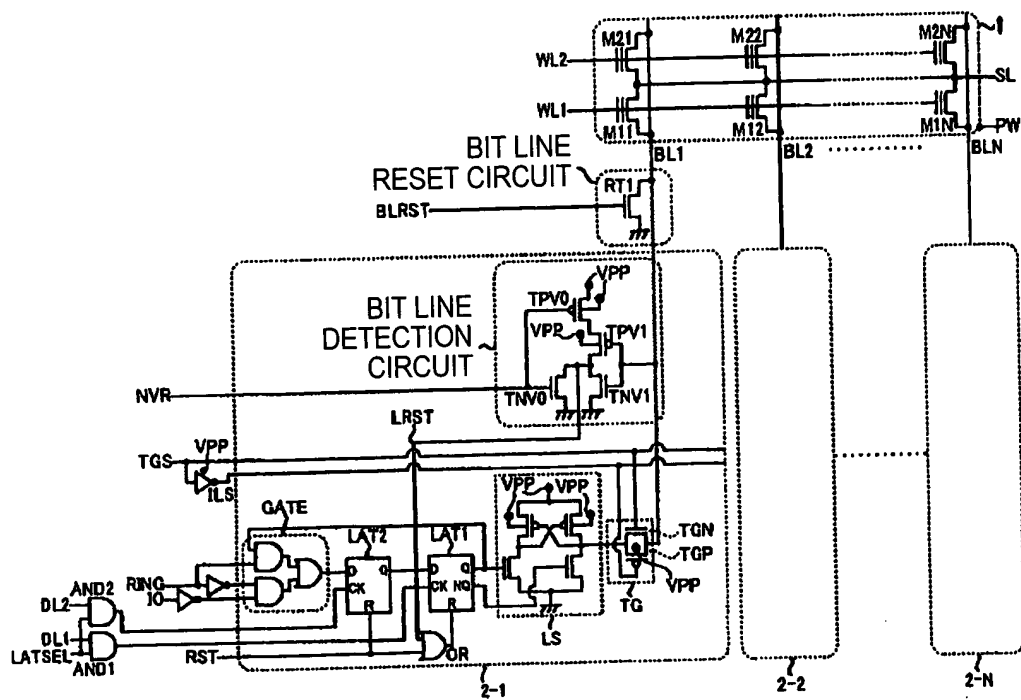 M21 M22 M2N 1
WL2
SL
WL1
M11 M12 M1N PW
BL1 BL2 BLN
BIT LINE
RESET CIRCUIT
RT1
BLRST
VPP
BIT LINE
DETECTION
CIRCUIT
TPV0
VPP TPV1
NVR
TNV0 TNV1
LRST
VPP
TGS
ILS
VPP VPP
GATE
LAT2 LAT1
TGN
TGP
VPP
D Q D Q
CK CK NQ
R R
RING
IO
AND2
DL2
TG
LS
DL1
LATSEL
AND1
RST
OR
2-1 2-2 2-N